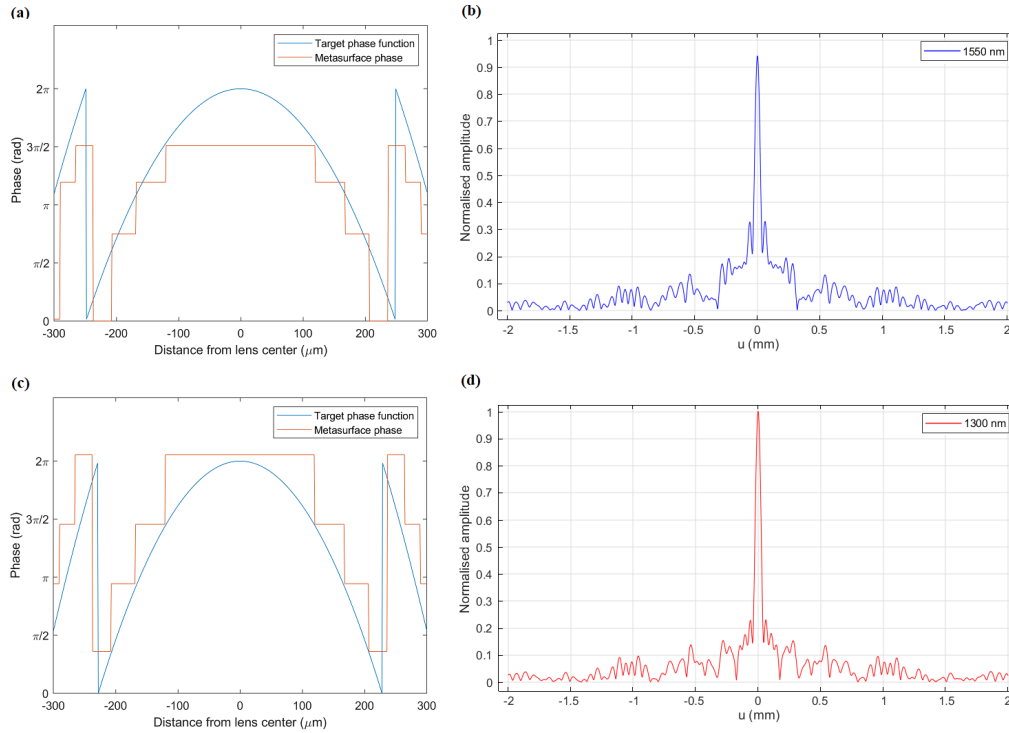 (a)
Target phase function
Metasurface phase
Phase (rad)
2π
3π/2
π
π/2
0
-300 -200 -100 0 100 200 300
Distance from lens center (μm)
(b)
1550 nm
Normalised amplitude
1
0.9
0.8
0.7
0.6
0.5
0.4
0.3
0.2
0.1
0
-2 -1.5 -1 -0.5 0 0.5 1 1.5 2
u (mm)
(c)
Target phase function
Metasurface phase
Phase (rad)
2π
3π/2
π
π/2
0
-300 -200 -100 0 100 200 300
Distance from lens center (μm)
(d)
1300 nm
Normalised amplitude
1
0.9
0.8
0.7
0.6
0.5
0.4
0.3
0.2
0.1
0
-2 -1.5 -1 -0.5 0 0.5 1 1.5 2
u (mm)